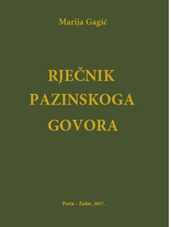 Marija Gagić
RJEČNIK
PAZINSKOGA
GOVORA
Pazin – Zadar, 2017.